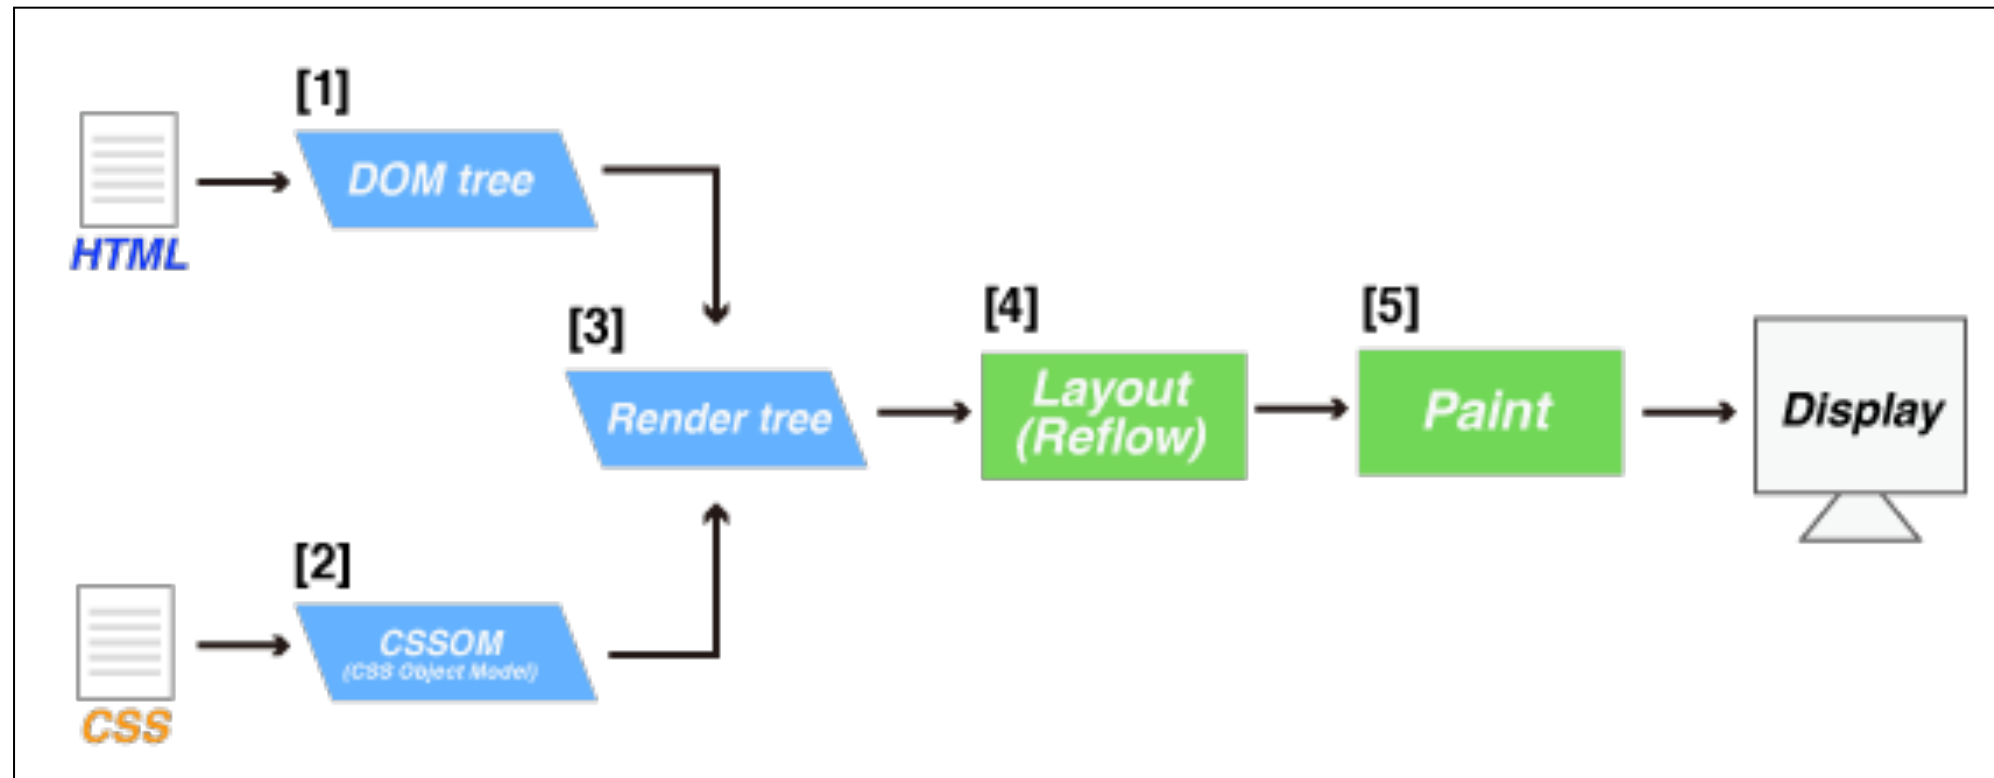 [1]
DOM tree
HTML
[3]
Render tree
[4]
Layout
(Reflow)
[5]
Paint
Display
[2]
CSSOM
(CSS Object Model)
CSS